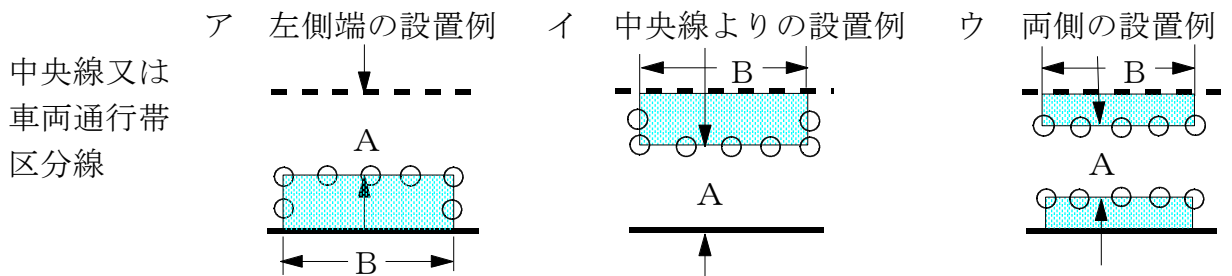 ア 左側端の設置例
イ 中央線よりの設置例
ウ 両側の設置例
中央線又は
車両通行帯
区分線
A
B
B
A
B
A